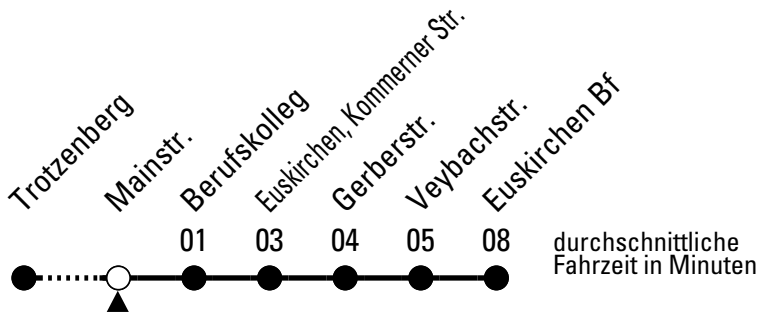 Trotzenberg
Mainstr.
Berufskolleg
Euskirchen, Kommerner Str.
Gerberstr.
Veybachstr.
Euskirchen Bf
01 03 04 05 08
durchschnittliche
Fahrzeit in Minuten